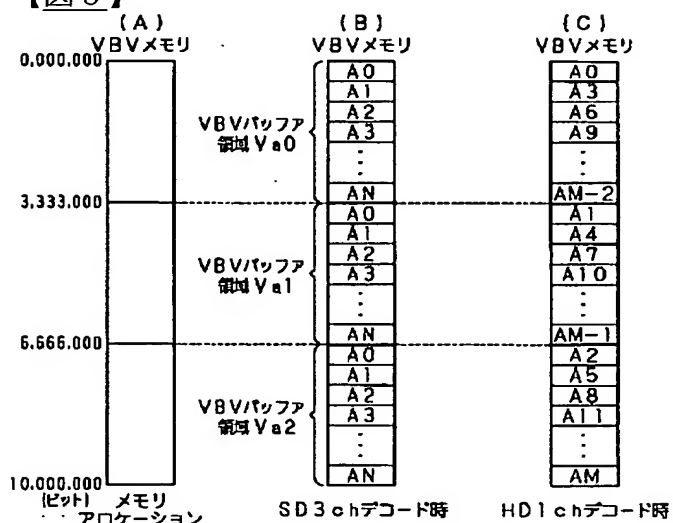 (A)
VBVメモリ
0,000,000
3,333,000
6,666,000
10,000,000
(ビット)
メモリ
アロケーション
(B)
VBVメモリ
VBVバッファ
領域Va0
A0
A1
A2
A3
AN
VBVバッファ
領域Va1
A0
A1
A2
A3
AN
VBVバッファ
領域Va2
A0
A1
A2
A3
AN
SD3chデコード時
(C)
VBVメモリ
A0
A3
A6
A9
AM-2
A1
A4
A7
A10
AM-1
A2
A5
A8
A11
AM
HD1chデコード時